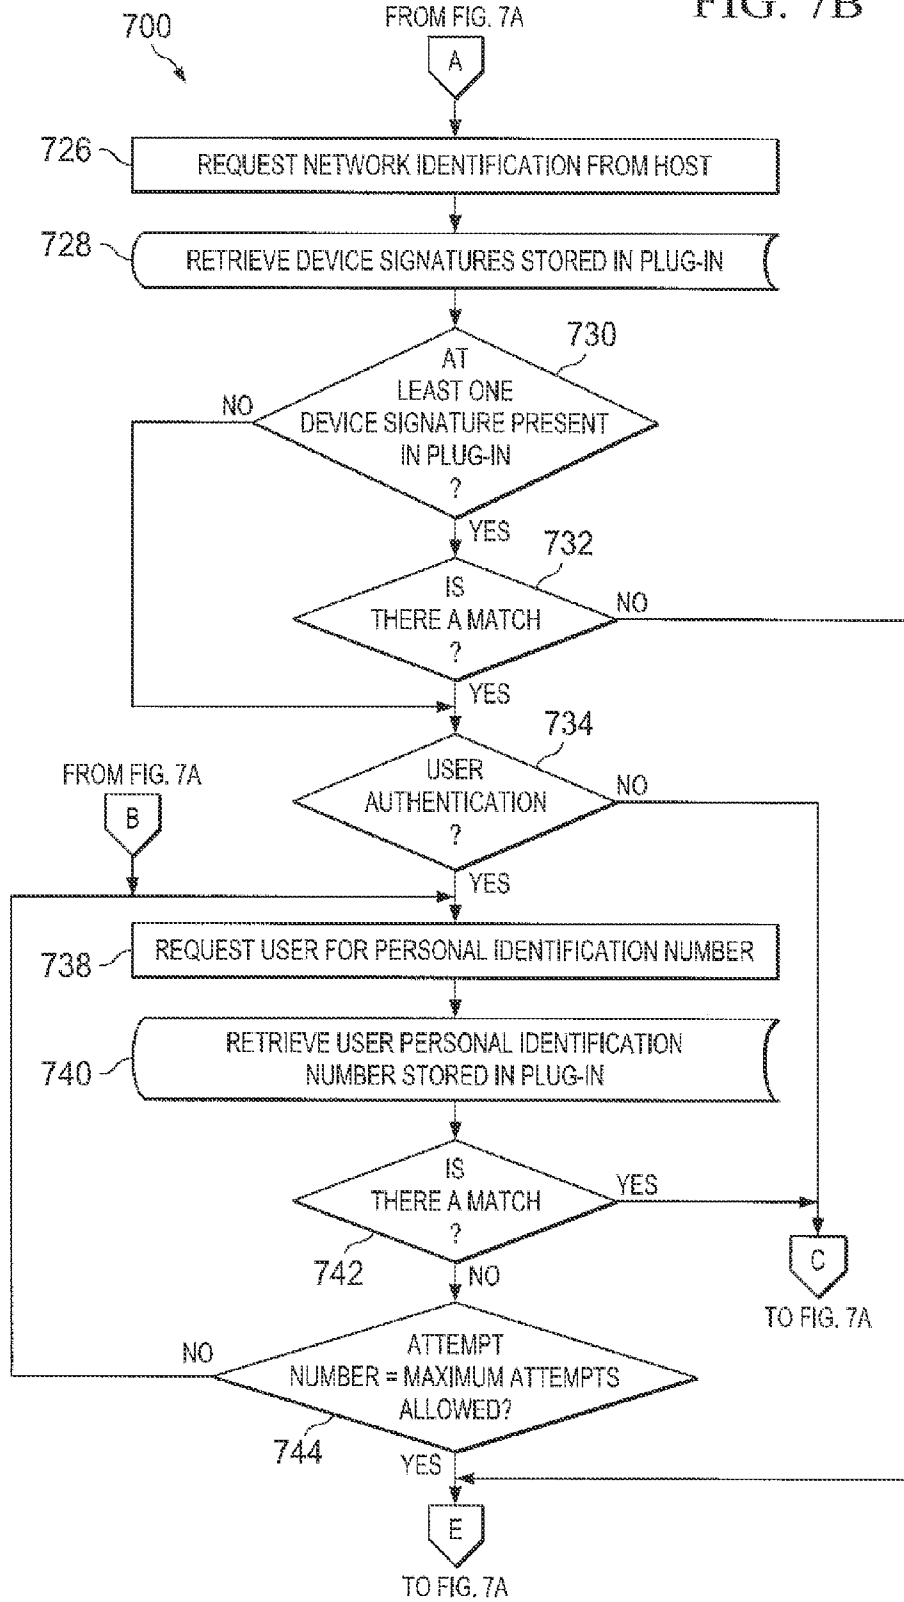 FIG. 7B
700
FROM FIG. 7A
A
726
REQUEST NETWORK IDENTIFICATION FROM HOST
728
RETRIEVE DEVICE SIGNATURES STORED IN PLUG-IN
730
AT
LEAST ONE
DEVICE SIGNATURE PRESENT
IN PLUG-IN
?
NO
YES
732
IS
THERE A MATCH
?
NO
YES
734
USER
AUTHENTICATION
?
NO
YES
FROM FIG. 7A
B
738
REQUEST USER FOR PERSONAL IDENTIFICATION NUMBER
740
RETRIEVE USER PERSONAL IDENTIFICATION
NUMBER STORED IN PLUG-IN
IS
THERE A MATCH
?
YES
742
NO
C
TO FIG. 7A
ATTEMPT
NUMBER = MAXIMUM ATTEMPTS
ALLOWED?
NO
744
YES
E
TO FIG. 7A